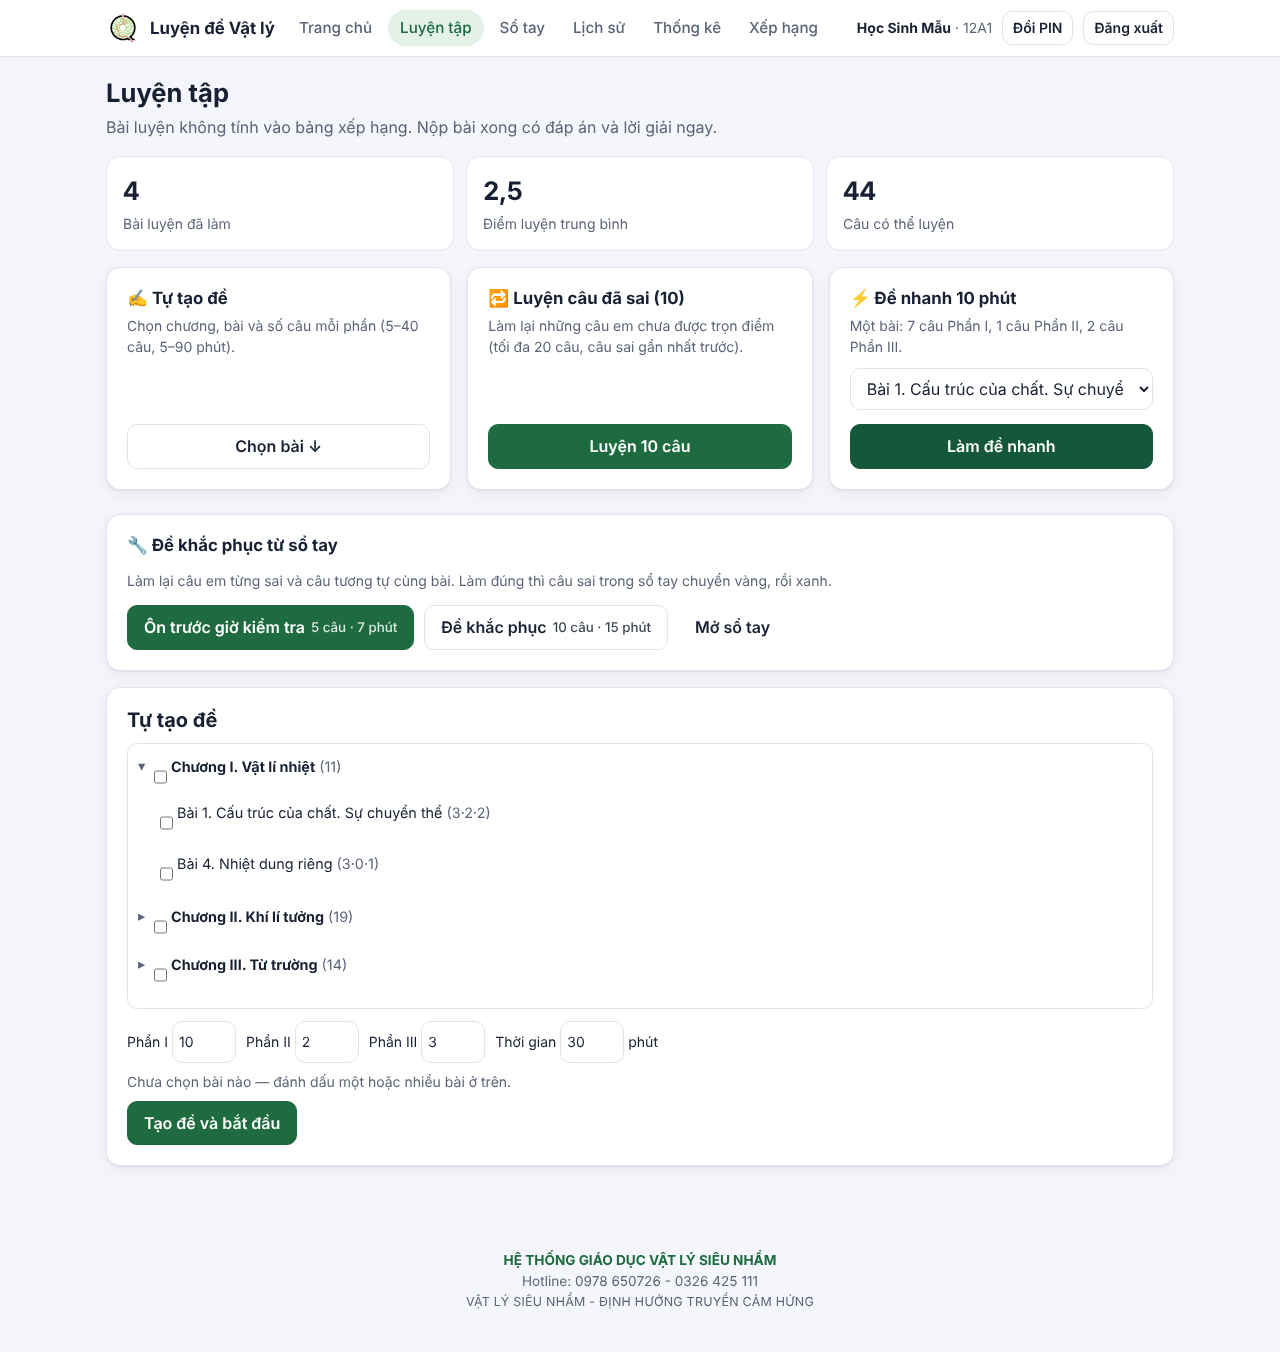 Luyện đề Vật lý
Trang chủ
Luyện tập
Sổ tay
Lịch sử
Thống kê
Xếp hạng
Học Sinh Mẫu · 12A1
Đổi PIN
Đăng xuất
Luyện tập
Bài luyện không tính vào bảng xếp hạng. Nộp bài xong có đáp án và lời giải ngay.
4
Bài luyện đã làm
2,5
Điểm luyện trung bình
44
Câu có thể luyện
✍️ Tự tạo đề
Chọn chương, bài và số câu mỗi phần (5–40
câu, 5–90 phút).
Chọn bài ↓
🔁 Luyện câu đã sai (10)
Làm lại những câu em chưa được trọn điểm
(tối đa 20 câu, câu sai gần nhất trước).
Luyện 10 câu
⚡ Đề nhanh 10 phút
Một bài: 7 câu Phần I, 1 câu Phần II, 2 câu
Phần III.
Bài 1. Cấu trúc của chất. Sự chuyể
Làm đề nhanh
🔧 Đề khắc phục từ sổ tay
Làm lại câu em từng sai và câu tương tự cùng bài. Làm đúng thì câu sai trong sổ tay chuyển vàng, rồi xanh.
Ôn trước giờ kiểm tra 5 câu · 7 phút
Đề khắc phục 10 câu · 15 phút
Mở sổ tay
Tự tạo đề
▾ Chương I. Vật lí nhiệt (11)
Bài 1. Cấu trúc của chất. Sự chuyển thể (3·2·2)
Bài 4. Nhiệt dung riêng (3·0·1)
▸ Chương II. Khí lí tưởng (19)
▸ Chương III. Từ trường (14)
Phần I 10 Phần II 2 Phần III 3 Thời gian 30 phút
Chưa chọn bài nào — đánh dấu một hoặc nhiều bài ở trên.
Tạo đề và bắt đầu
HỆ THỐNG GIÁO DỤC VẬT LÝ SIÊU NHẦM
Hotline: 0978 650726 - 0326 425 111
VẬT LÝ SIÊU NHẦM - ĐỊNH HƯỚNG TRUYỀN CẢM HỨNG